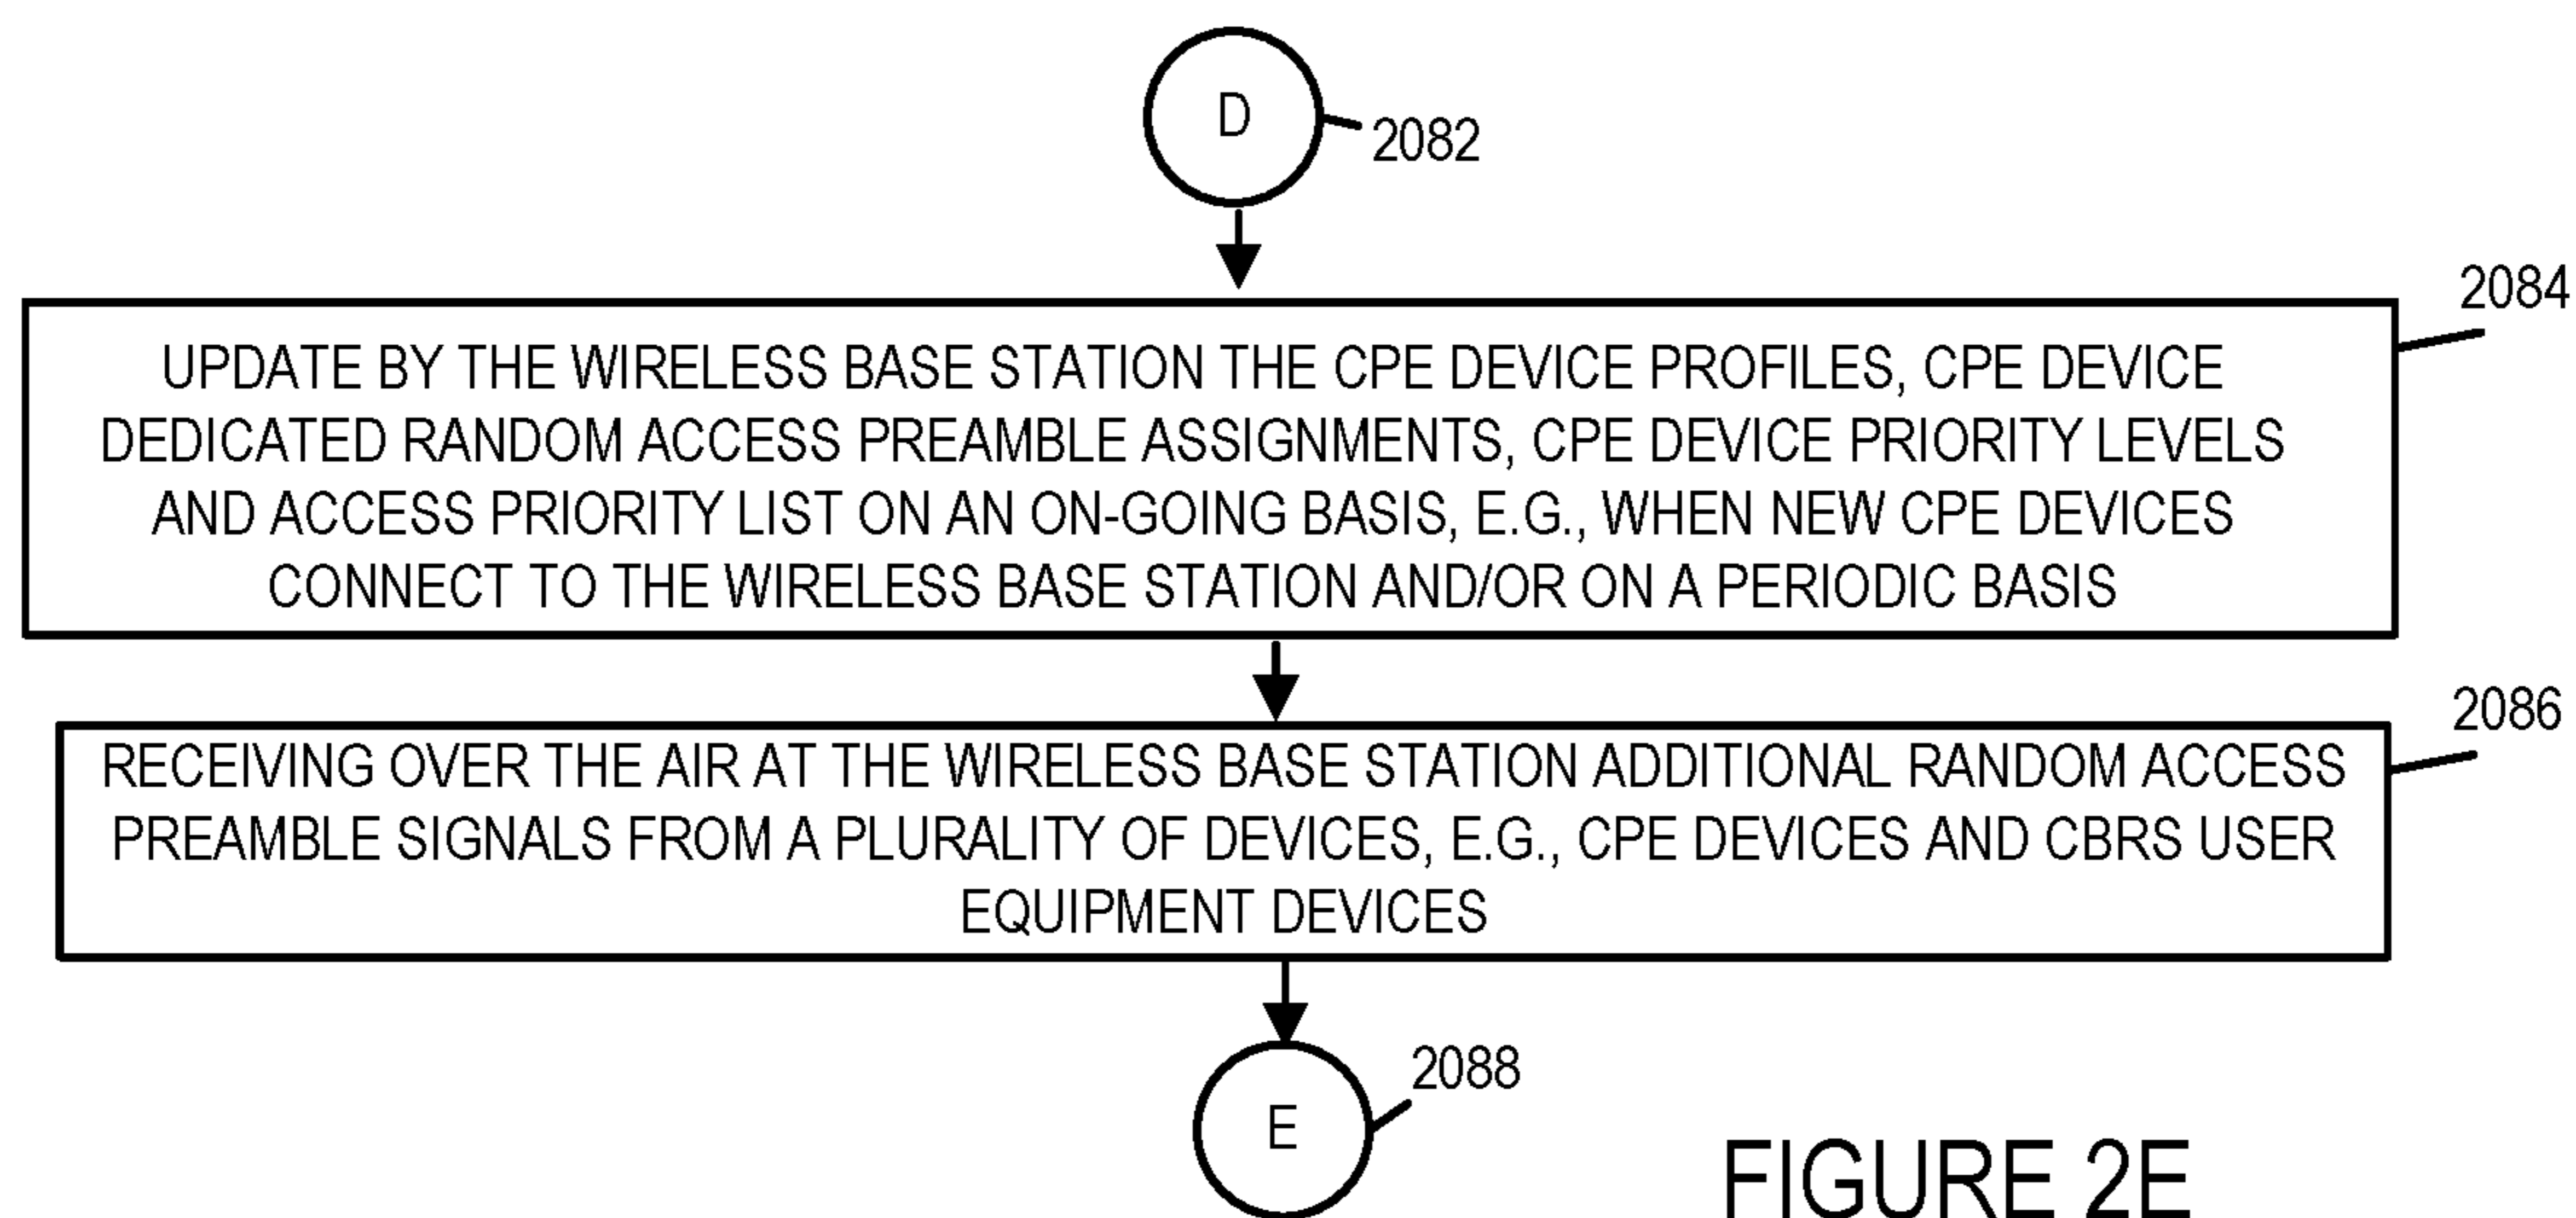 D
2082
2084
UPDATE BY THE WIRELESS BASE STATION THE CPE DEVICE PROFILES, CPE DEVICE
DEDICATED RANDOM ACCESS PREAMBLE ASSIGNMENTS, CPE DEVICE PRIORITY LEVELS
AND ACCESS PRIORITY LIST ON AN ON-GOING BASIS, E.G., WHEN NEW CPE DEVICES
CONNECT TO THE WIRELESS BASE STATION AND/OR ON A PERIODIC BASIS
2086
RECEIVING OVER THE AIR AT THE WIRELESS BASE STATION ADDITIONAL RANDOM ACCESS
PREAMBLE SIGNALS FROM A PLURALITY OF DEVICES, E.G., CPE DEVICES AND CBRS USER
EQUIPMENT DEVICES
2088
E
FIGURE 2E